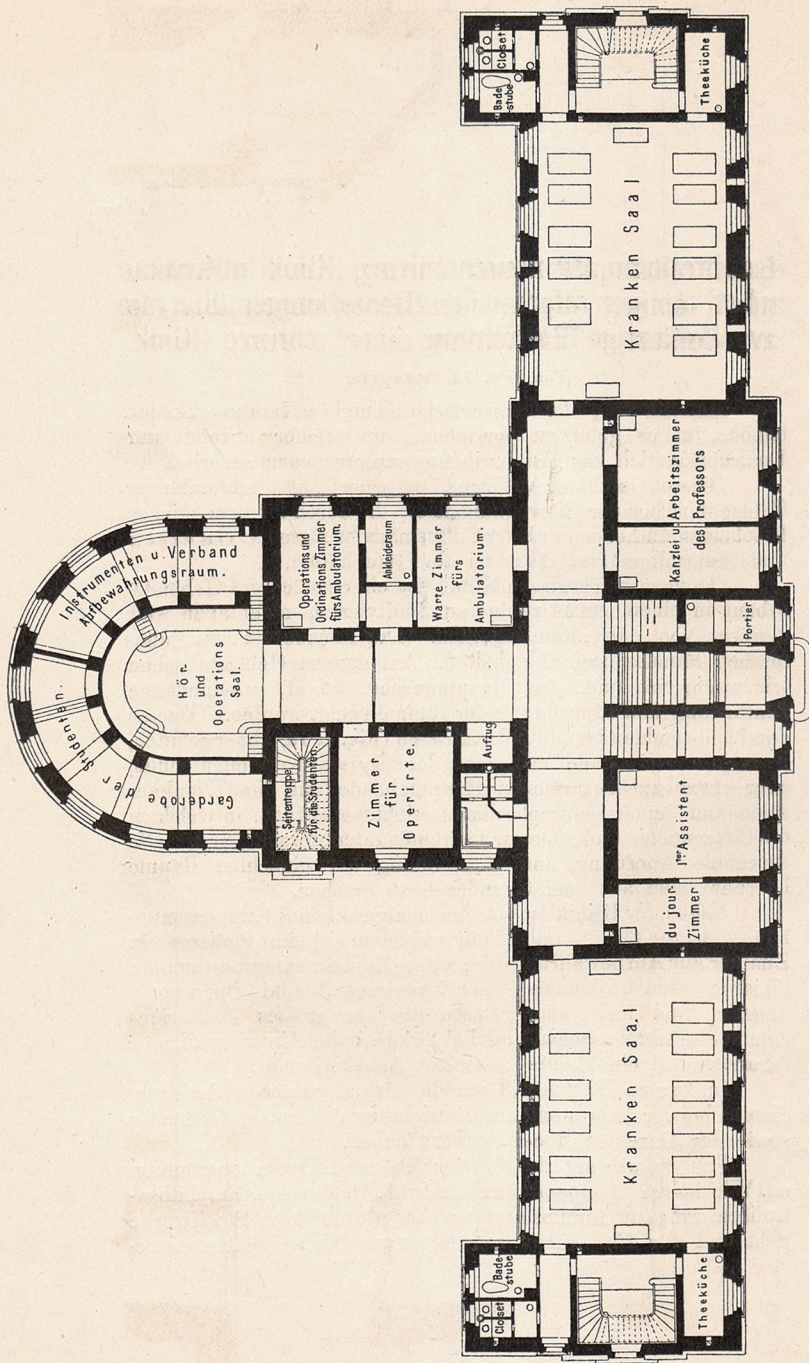 Closet
Bade
stube
Theeküche
Kranken Saal
Kanzlei u. Arbeitszimmer
des Professors
Instrumenten u. Verband
Aufbewahrungsraum.
Operations und
Ordinations Zimmer
fürs Ambulatorium.
Ankleideraum
Warte Zimmer
fürs
Ambulatorium.
Portier
Hör-
und
Operations
Saal
Garderobe
der
Studenten.
Seitentreppe
für die Studenten.
Zimmer
für
Operirte.
Aufzug
1ter Assistent
du jour-
Zimmer
Kranken Saal
Bade
stube
Closet
Theeküche